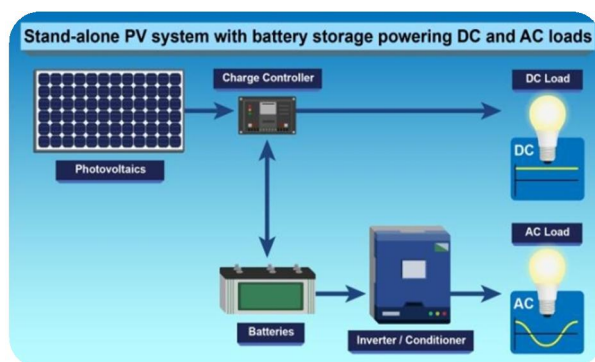 Stand-alone PV system with battery storage powering DC and AC loads
Charge Controller
DC Load
Photovoltaics
DC
AC Load
AC
Batteries
Inverter / Conditioner